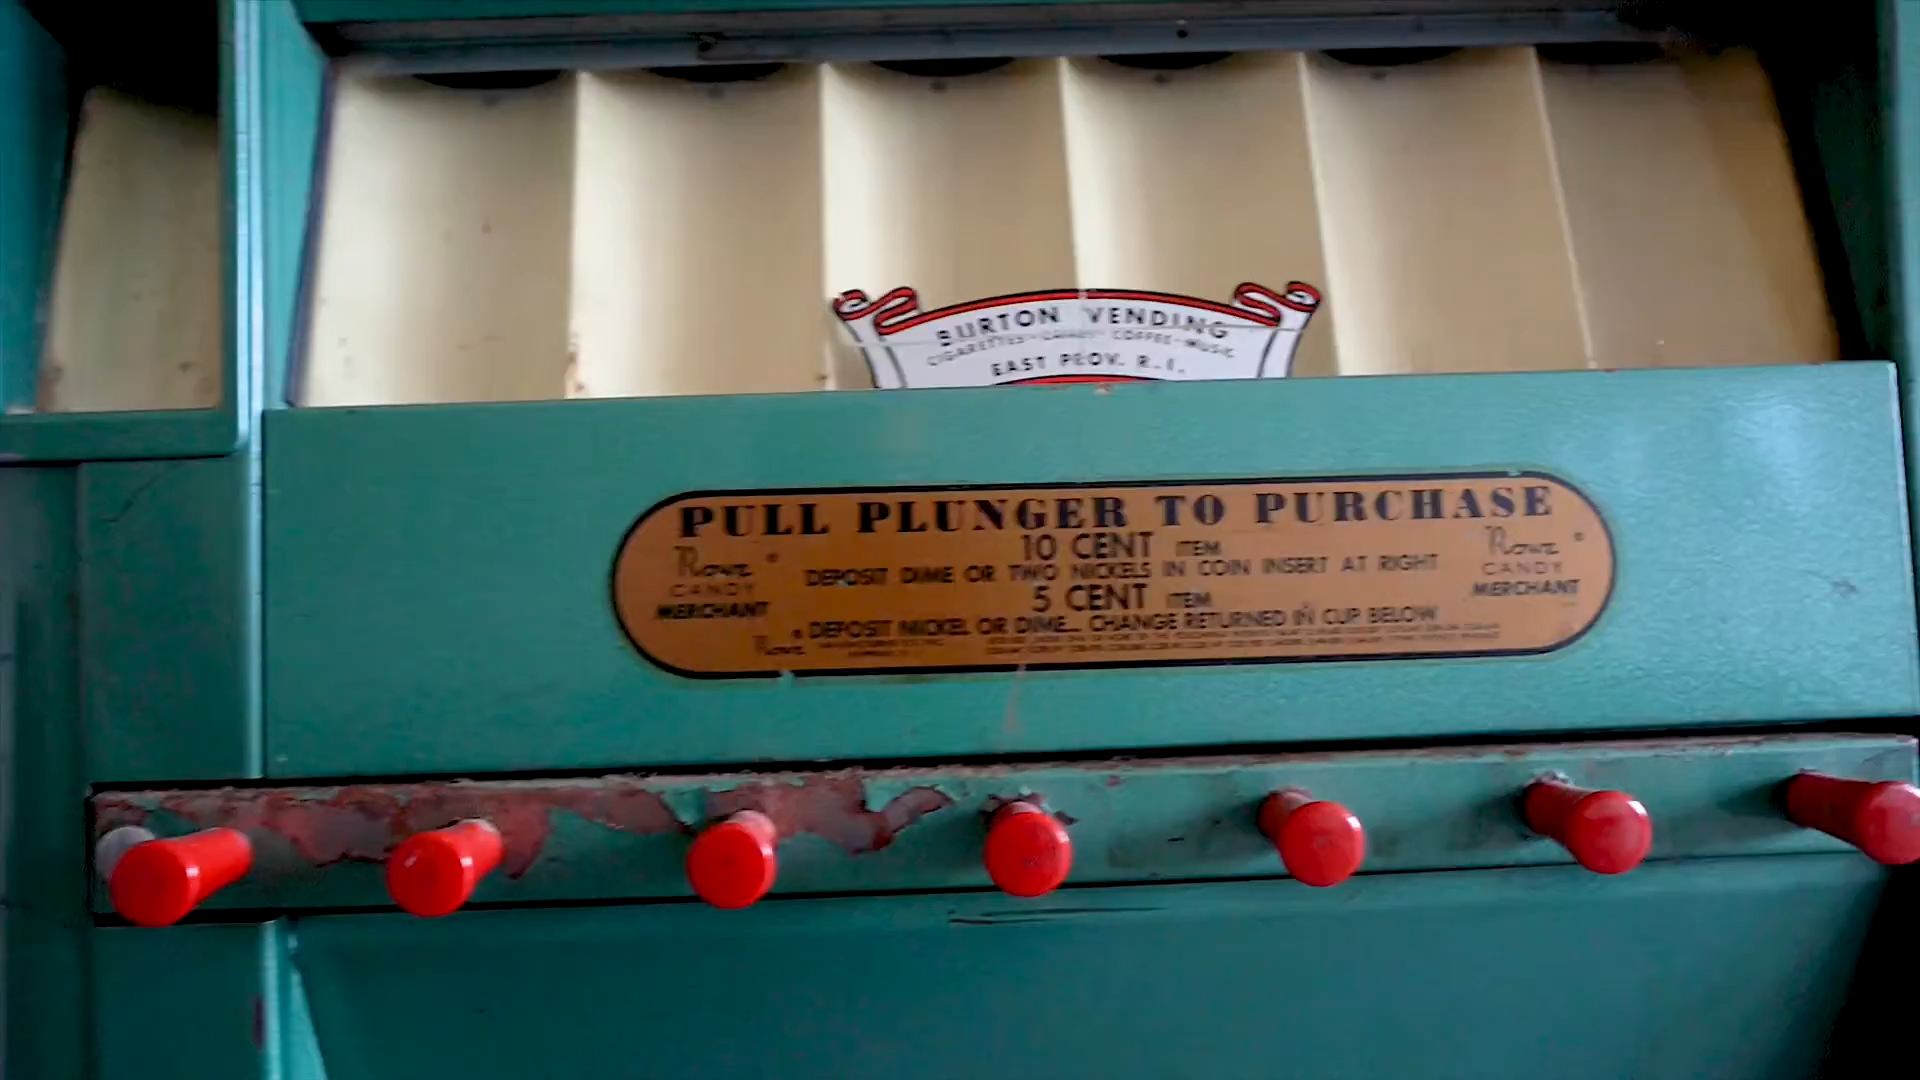 BURTON VENDING
CIGARETTES - CANDY - COFFEE - MUSIC
EAST PROV. R.I.
PULL PLUNGER TO PURCHASE
10 CENT ITEM
DEPOSIT DIME OR TWO NICKELS IN COIN INSERT AT RIGHT
5 CENT ITEM
DEPOSIT NICKEL OR DIME... CHANGE RETURNED IN CUP BELOW
Rowe
CANDY
MERCHANT
Rowe
CANDY
MERCHANT
Rowe